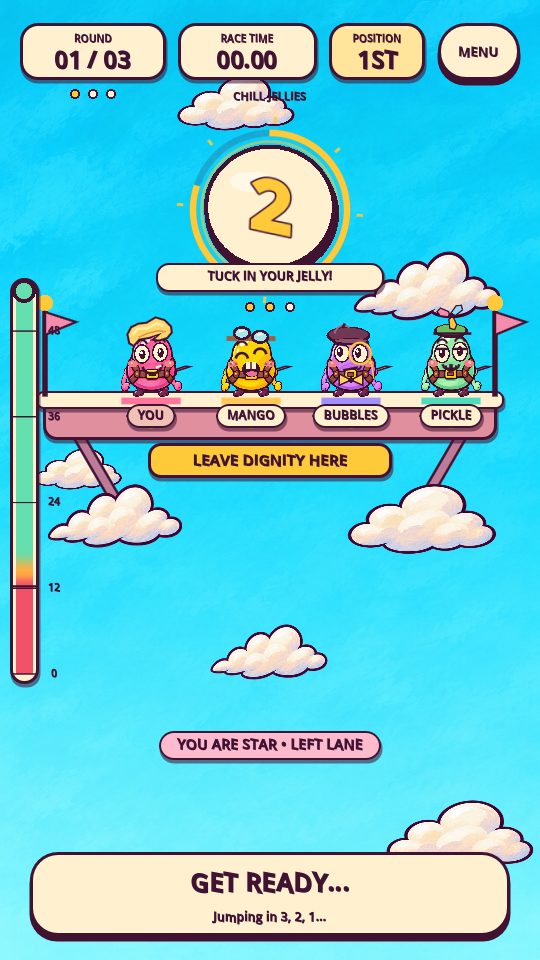 ROUND
01 / 03
RACE TIME
00.00
POSITION
1ST
MENU
CHILL JELLIES
2
TUCK IN YOUR JELLY!
48
36
24
12
0
YOU
MANGO
BUBBLES
PICKLE
LEAVE DIGNITY HERE
YOU ARE STAR • LEFT LANE
GET READY...
Jumping in 3, 2, 1...